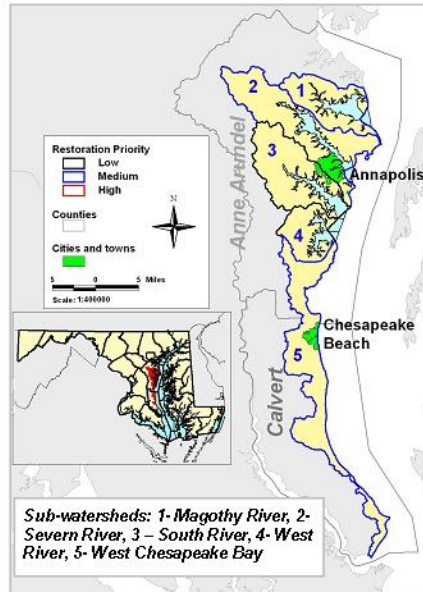 2
1
3
Annapolis
4
Anne Arundel
Restoration Priority
Low
Medium
High
Counties
Cities and towns
N
5 0 5 Miles
Scale: 1:400000
Chesapeake
Beach
5
Calvert
Sub-watersheds: 1- Magothy River, 2-
Severn River, 3 – South River, 4- West
River, 5- West Chesapeake Bay